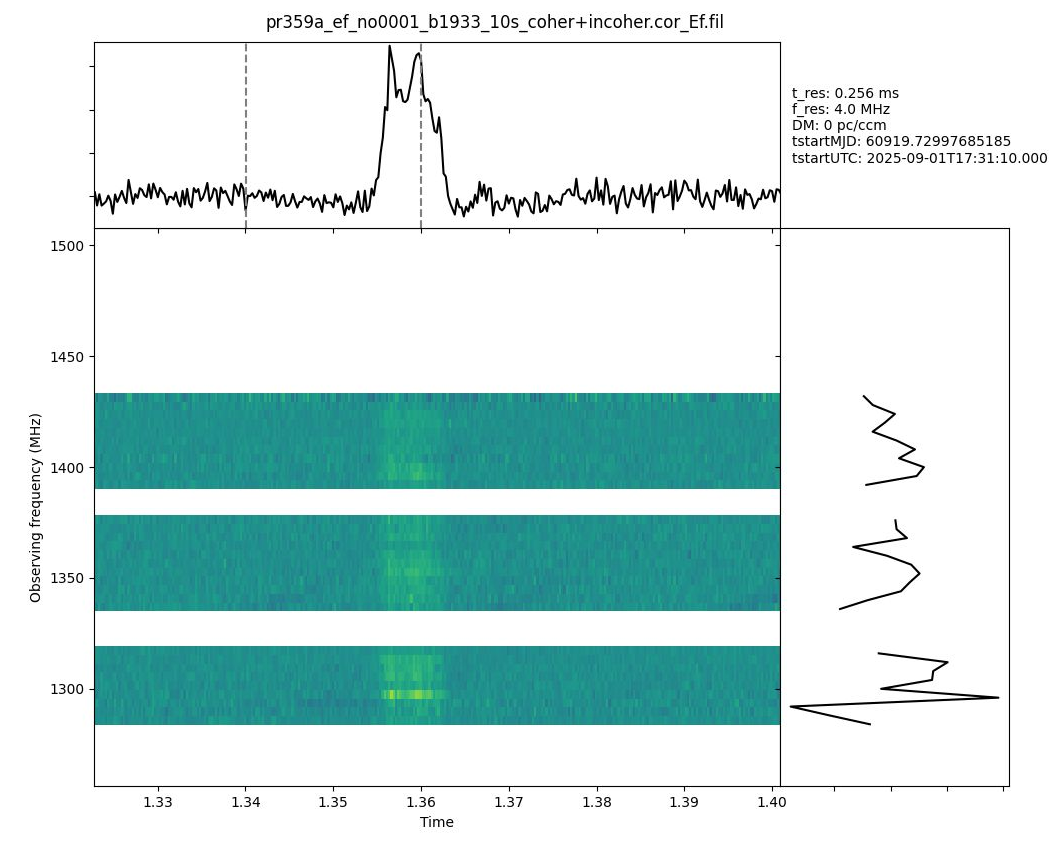 pr359a_ef_no0001_b1933_10s_coher+incoher.cor_Ef.fil
t_res: 0.256 ms
f_res: 4.0 MHz
DM: 0 pc/ccm
tstartMJD: 60919.72997685185
tstartUTC: 2025-09-01T17:31:10.000
1500
1450
1400
1350
1300
Observing frequency (MHz)
1.33 1.34 1.35 1.36 1.37 1.38 1.39 1.40
Time